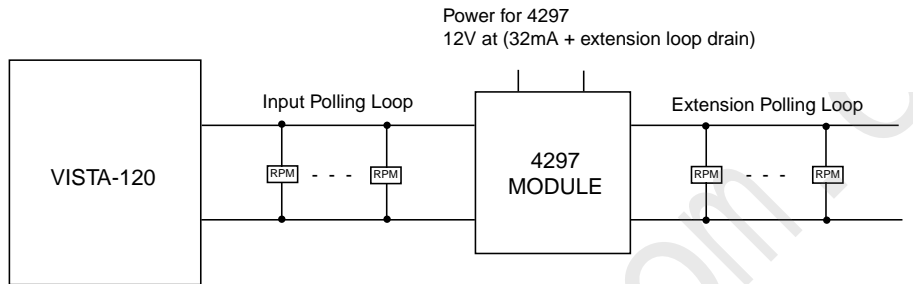 Power for 4297
12V at (32mA + extension loop drain)
Input Polling Loop
Extension Polling Loop
VISTA-120
RPM - - - RPM
4297
MODULE
RPM - - - RPM